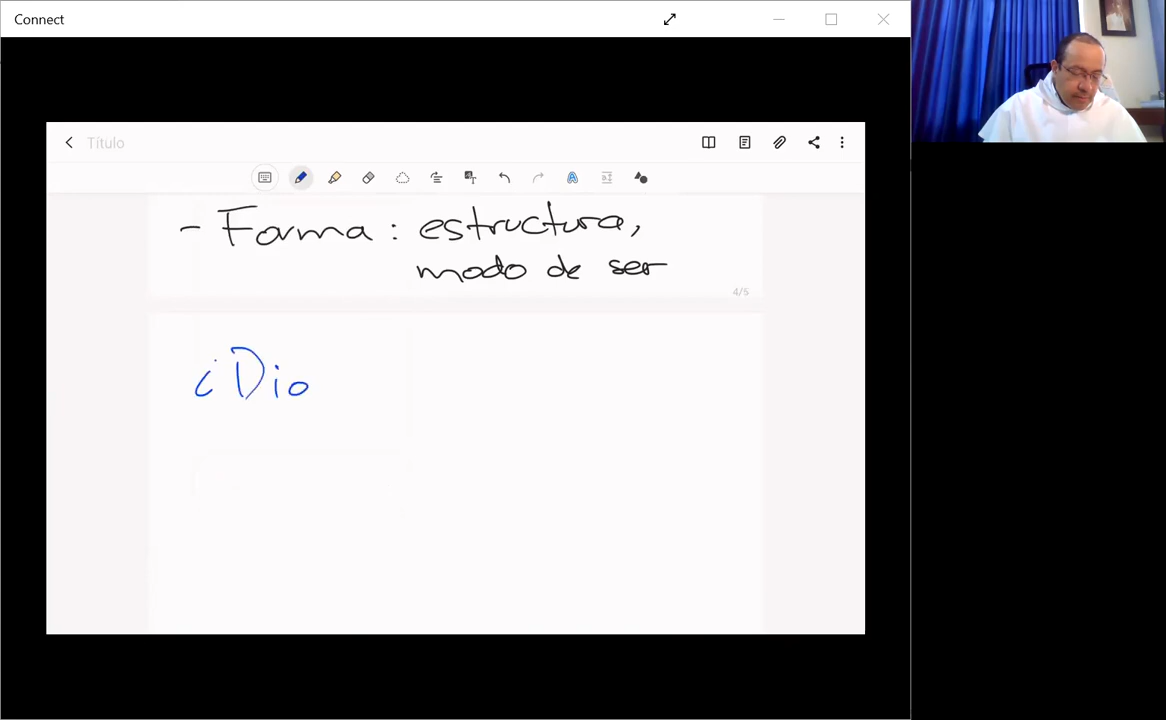 Connect
Título
- Forma: estructura,
modo de ser
4/5
¿Dio